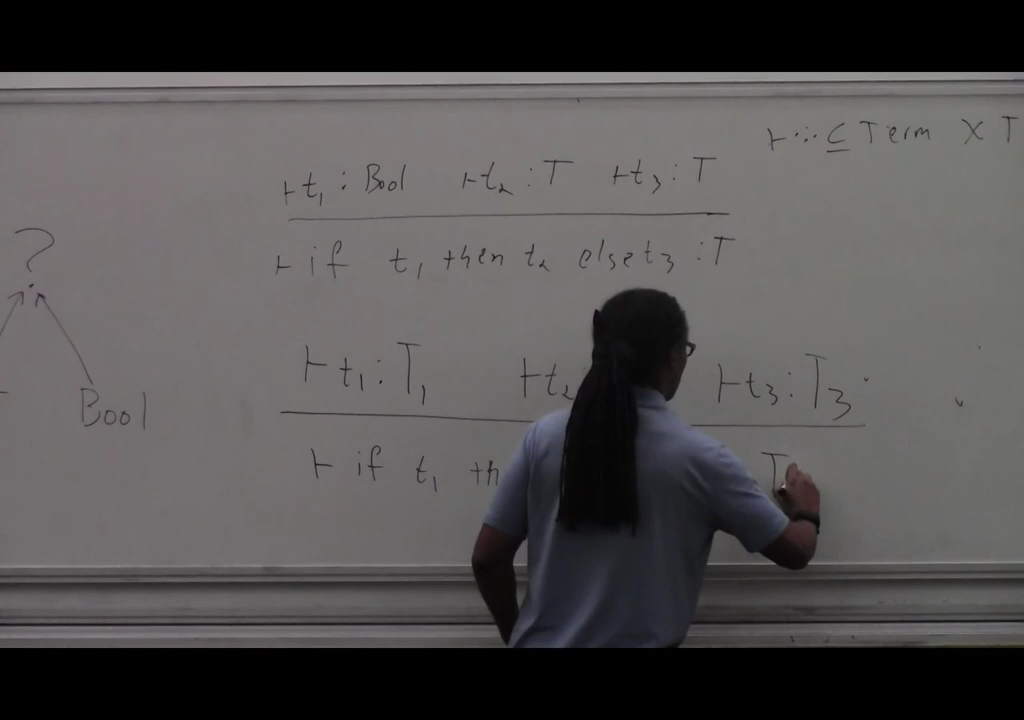 ⊢ ∙:∙ ⊆ Term X T
⊢t₁ : Bool ⊢t₂ : T ⊢t₃ : T
⊢ if t₁ then t₂ else t₃ : T
?
Bool
⊢t₁ : T₁ ⊢t₂ ⊢t₃ : T₃
⊢ if t₁ th T